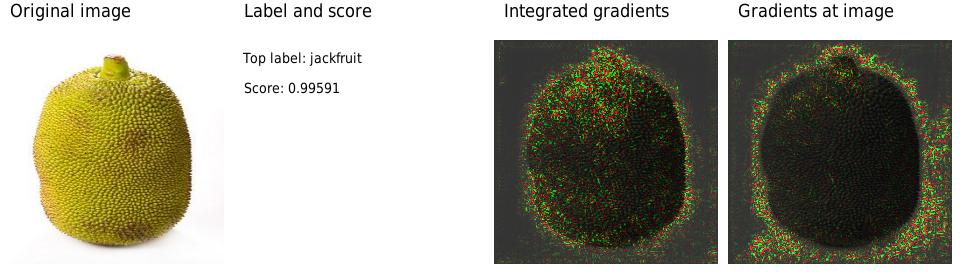 Original image
Label and score
Integrated gradients
Gradients at image
Top label: jackfruit
Score: 0.99591